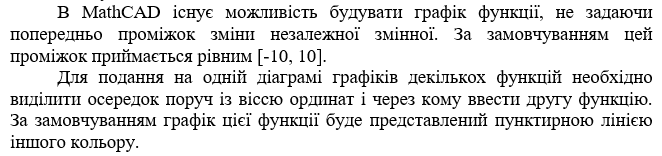 В MathCAD існує можливість будувати графік функції, не задаючи
попередньо проміжок зміни незалежної змінної. За замовчуванням цей
проміжок приймається рівним [-10, 10].
Для подання на одній діаграмі графіків декількох функцій необхідно
виділити осередок поруч із віссю ординат і через кому ввести другу функцію.
За замовчуванням графік цієї функції буде представлений пунктирною лінією
іншого кольору.